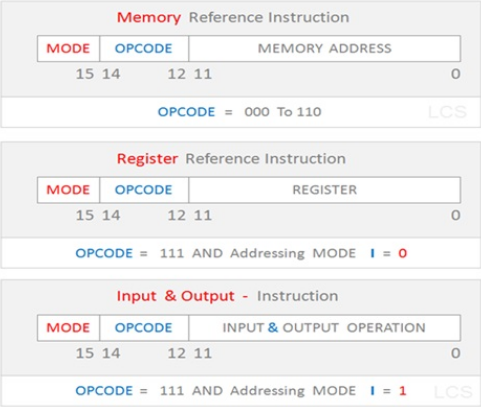 Memory Reference Instruction
MODE OPCODE MEMORY ADDRESS
15 14 12 11 0
OPCODE = 000 To 110
LCS
Register Reference Instruction
MODE OPCODE REGISTER
15 14 12 11 0
OPCODE = 111 AND Addressing MODE I = 0
Input & Output - Instruction
MODE OPCODE INPUT & OUTPUT OPERATION
15 14 12 11 0
OPCODE = 111 AND Addressing MODE I = 1
LCS